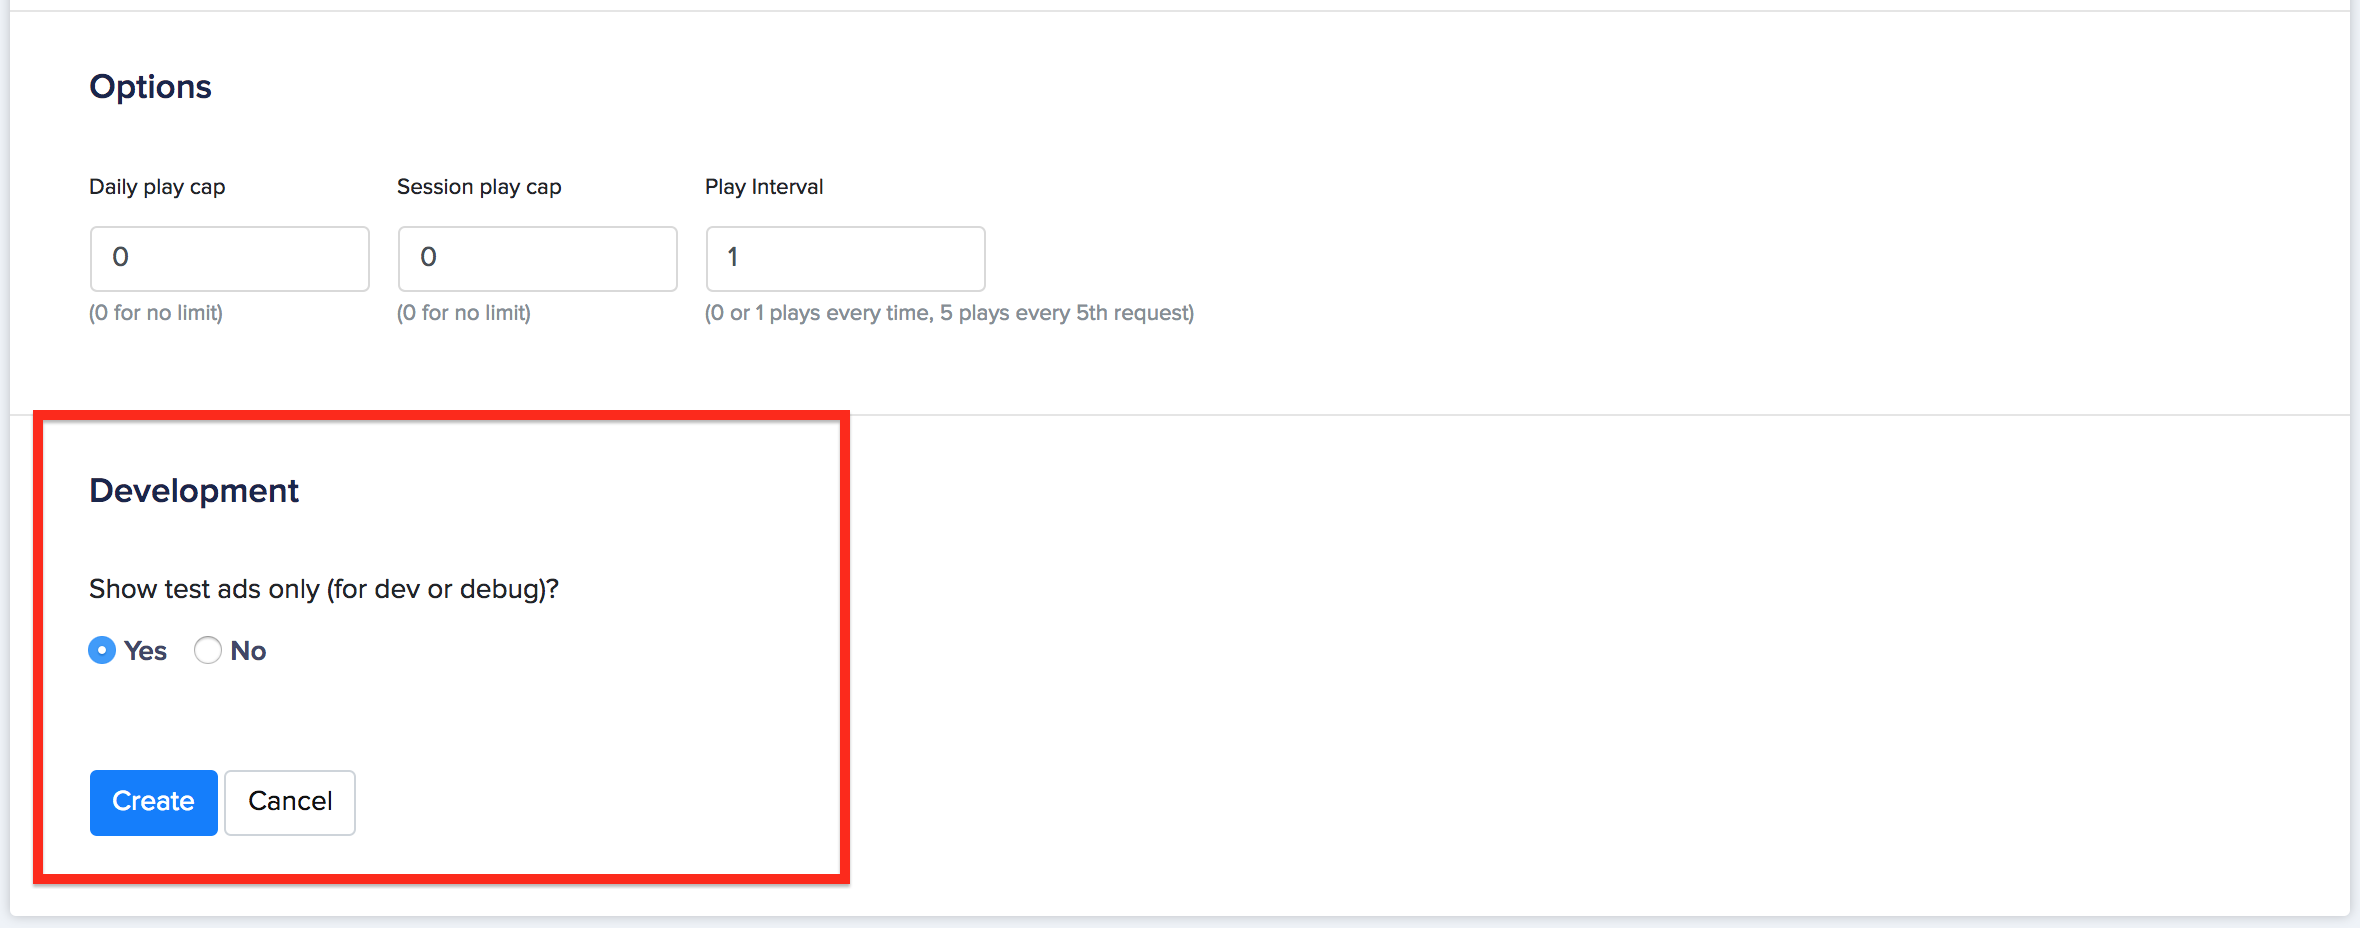 Options
Daily play cap Session play cap Play Interval
0 0 1
(0 for no limit) (0 for no limit) (0 or 1 plays every time, 5 plays every 5th request)
Development
Show test ads only (for dev or debug)?
Yes No
Create Cancel